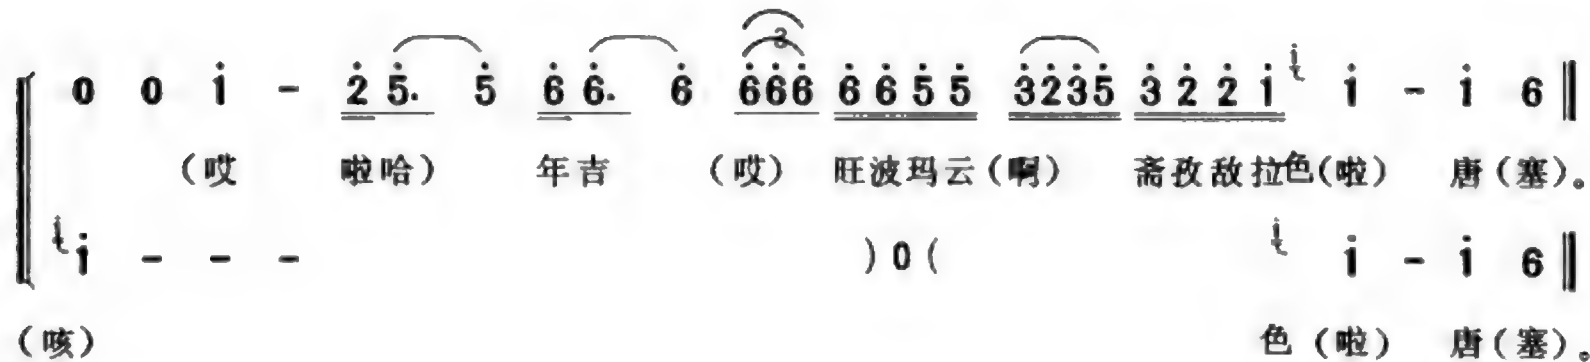 0 0 i - 2 5. 5 6 6. 6 3 666 6 6 5 5 3235 3 2 2 i i i - i 6
(哎 啦哈) 年吉 (哎) 旺波玛云(啊) 斋孜敌拉色(啦) 唐(塞)。
i i - - - ) 0 ( i i - i 6
(咳) 色(啦) 唐(塞)。